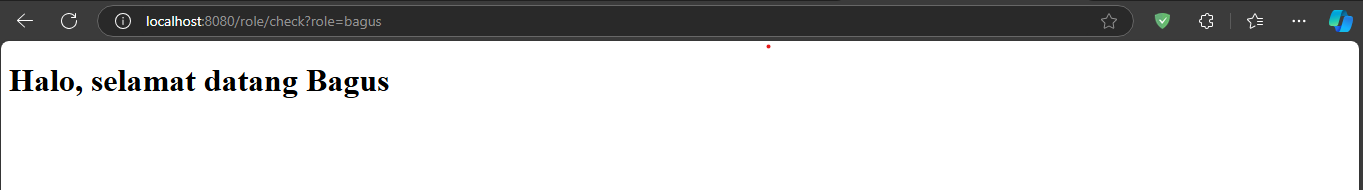 localhost:8080/role/check?role=bagus
Halo, selamat datang Bagus